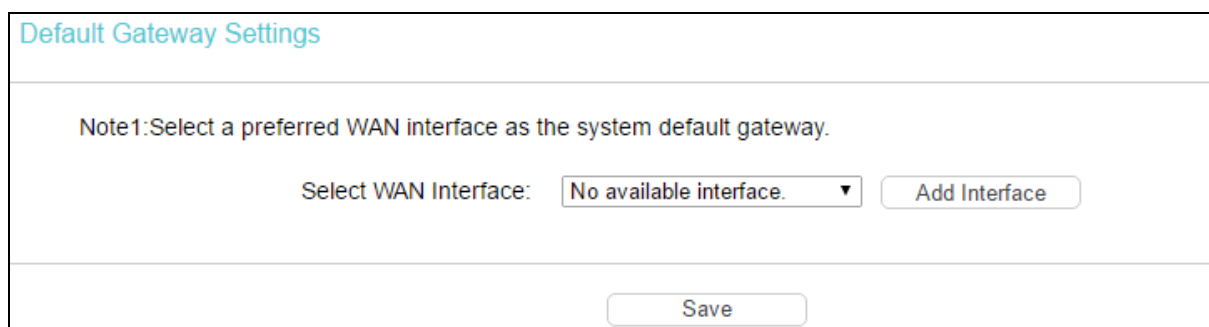 Default Gateway Settings
Note1:Select a preferred WAN interface as the system default gateway.
Select WAN Interface: No available interface. Add Interface
Save